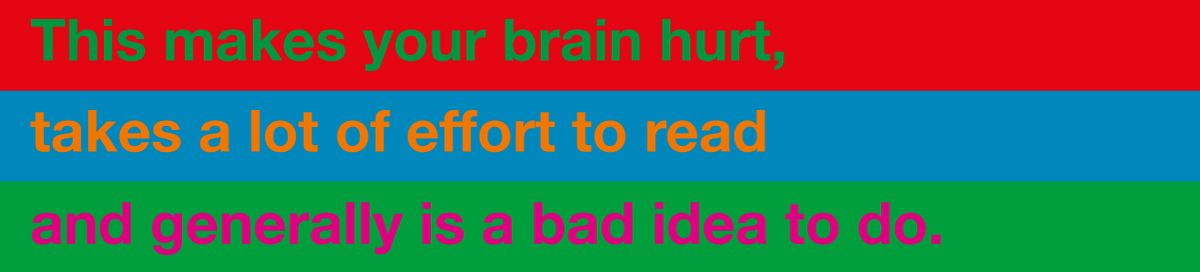 This makes your brain hurt,
takes a lot of effort to read
and generally is a bad idea to do.